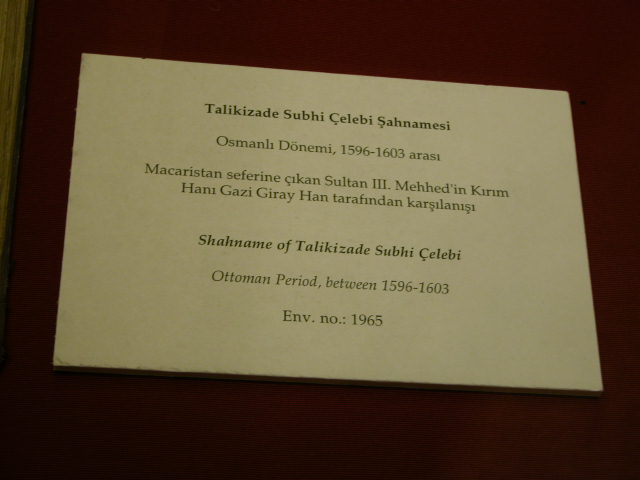 Talikizade Subhi Çelebi Şahnamesi
Osmanlı Dönemi, 1596-1603 arası
Macaristan seferine çıkan Sultan III. Mehhed'in Kırım
Hanı Gazi Giray Han tarafından karşılanışı
Shahname of Talikizade Subhi Çelebi
Ottoman Period, between 1596-1603
Env. no.: 1965